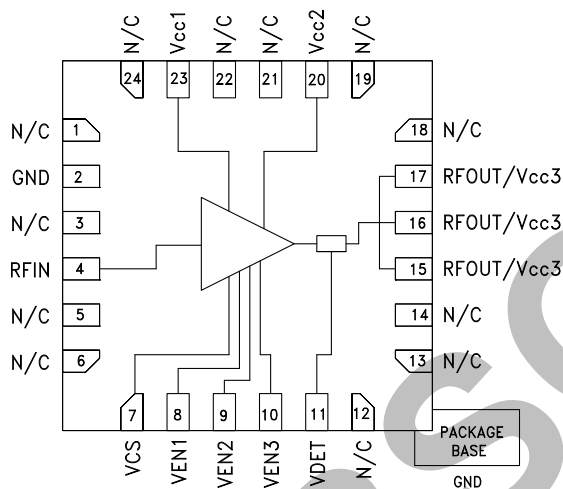 N/C
Vcc1
N/C
N/C
Vcc2
N/C
24
23
22
21
20
19
N/C 1
GND 2
N/C 3
RFIN 4
N/C 5
N/C 6
18 N/C
17 RFOUT/Vcc3
16 RFOUT/Vcc3
15 RFOUT/Vcc3
14 N/C
13 N/C
7
8
9
10
11
12
VCS
VEN1
VEN2
VEN3
VDET
N/C
PACKAGE
BASE
GND